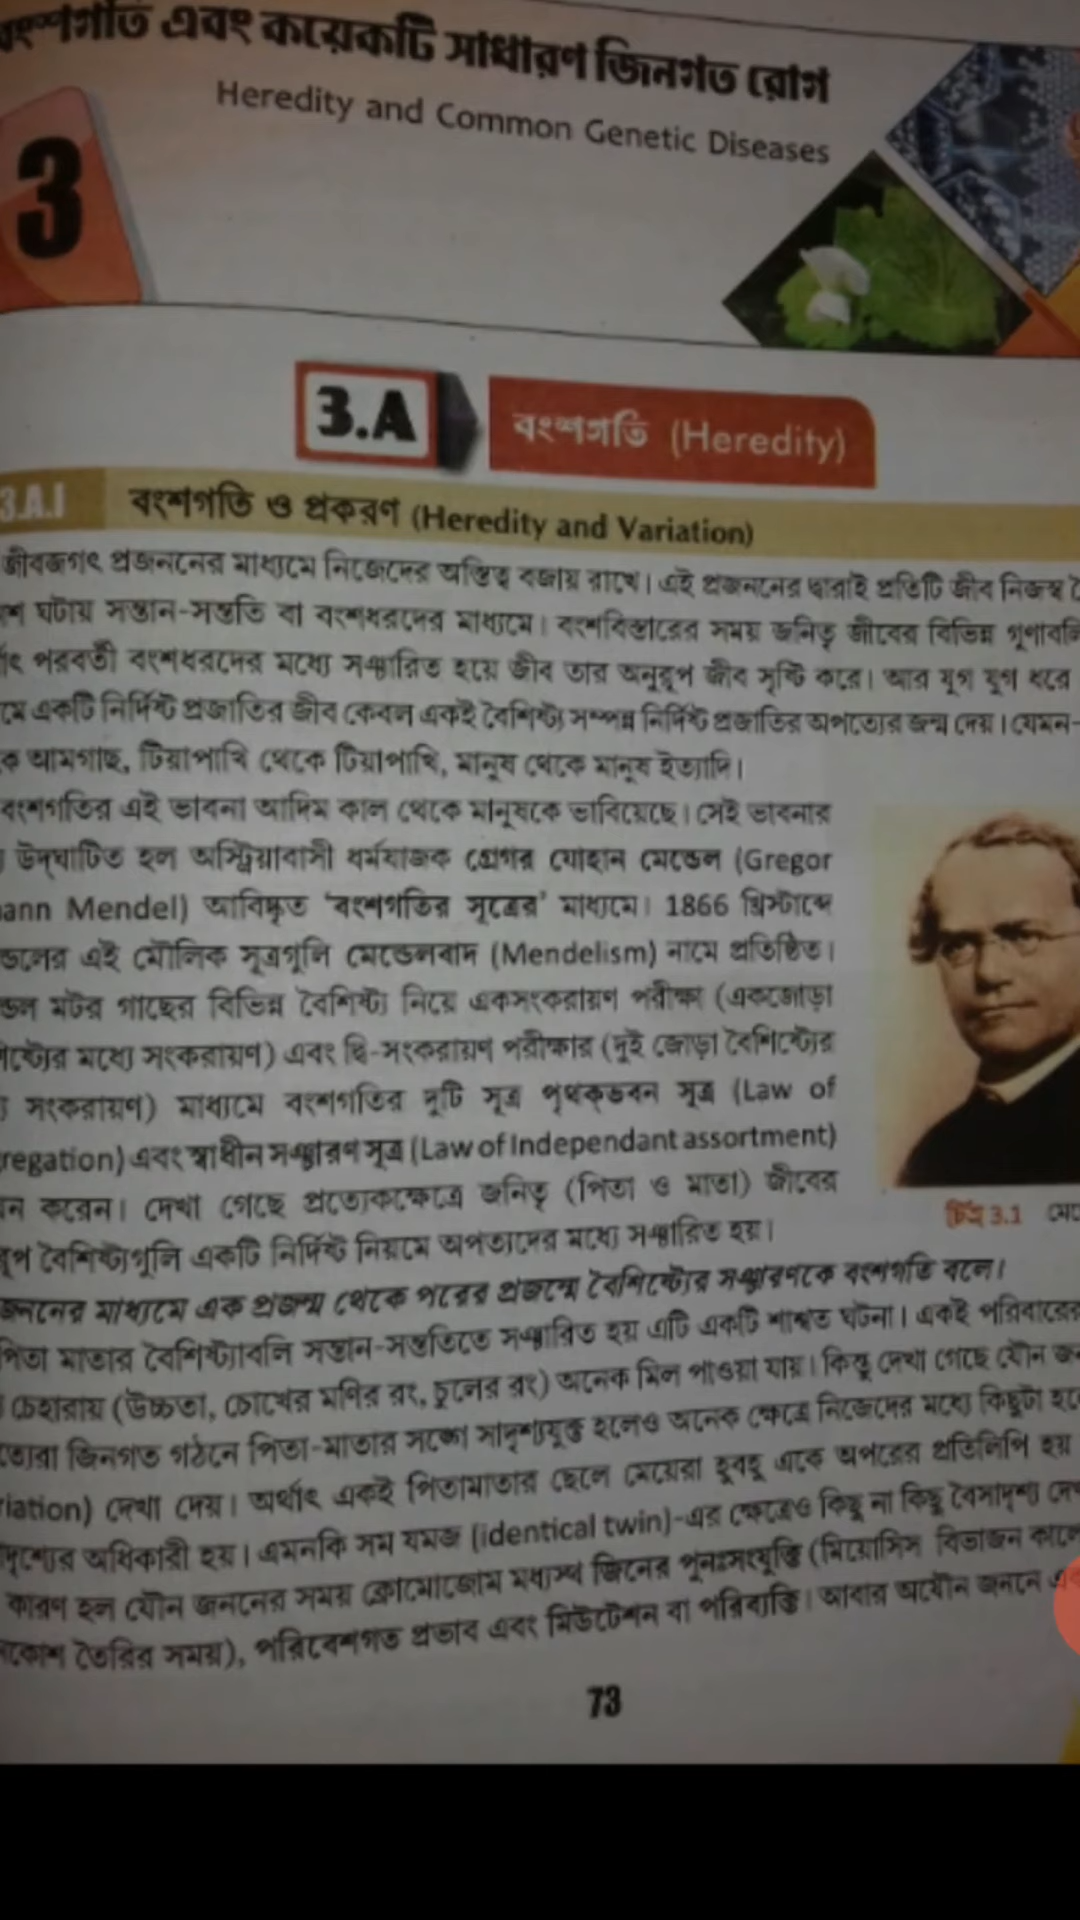 বংশগতি এবং কয়েকটি সাধারণ জিনগত রোগ
Heredity and Common Genetic Diseases
3
3.A বংশগতি (Heredity)
3.A.I বংশগতি ও প্রকরণ (Heredity and Variation)
জীবজগৎ প্রজননের মাধ্যমে নিজেদের অস্তিত্ব বজায় রাখে। এই প্রজননের দ্বারাই প্রতিটি জীব নিজস্ব
ঘটায় সন্তান-সন্ততি বা বংশধরদের মাধ্যমে। বংশবিস্তারের সময় জনিতৃ জীবের বিভিন্ন গুণাবলি
পরবর্তী বংশধরদের মধ্যে সঞ্চারিত হয়ে জীব তার অনুরূপ জীব সৃষ্টি করে। আর যুগ যুগ ধরে
একটি নির্দিষ্ট প্রজাতির জীব কেবল একই বৈশিষ্ট্য সম্পন্ন নির্দিষ্ট প্রজাতির অপত্যের জন্ম দেয়। যেমন-
আমগাছ, টিয়াপাখি থেকে টিয়াপাখি, মানুষ থেকে মানুষ ইত্যাদি।
বংশগতির এই ভাবনা আদিম কাল থেকে মানুষকে ভাবিয়েছে। সেই ভাবনার
উদ্‌ঘাটিত হল অস্ট্রিয়াবাসী ধর্মযাজক গ্রেগর যোহান মেন্ডেল (Gregor
ann Mendel) আবিষ্কৃত ‘বংশগতির সূত্রের’ মাধ্যমে। 1866 খ্রিস্টাব্দে
ন্ডেলের এই মৌলিক সূত্রগুলি মেন্ডেলবাদ (Mendelism) নামে প্রতিষ্ঠিত।
মটর গাছের বিভিন্ন বৈশিষ্ট্য নিয়ে একসংকরায়ণ পরীক্ষা (একজোড়া
শিষ্ট্যের মধ্যে সংকরায়ণ) এবং দ্বি-সংকরায়ণ পরীক্ষার (দুই জোড়া বৈশিষ্ট্যের
সংকরায়ণ) মাধ্যমে বংশগতির দুটি সূত্র পৃথক্‌ভবন সূত্র (Law of
regation) এবং স্বাধীন সঞ্চারণ সূত্র (Law of Independant assortment)
করেন। দেখা গেছে প্রত্যেকক্ষেত্রে জনিতৃ (পিতা ও মাতা) জীবের
বৈশিষ্ট্যগুলি একটি নির্দিষ্ট নিয়মে অপত্যদের মধ্যে সঞ্চারিত হয়।
চিত্র 3.1
জননের মাধ্যমে এক প্রজন্ম থেকে পরের প্রজন্মে বৈশিষ্ট্যের সঞ্চারণকে বংশগতি বলে।
পিতা মাতার বৈশিষ্ট্যাবলি সন্তান-সন্ততিতে সঞ্চারিত হয় এটি একটি শাশ্বত ঘটনা। একই পরিবারের
চেহারায় (উচ্চতা, চোখের মণির রং, চুলের রং) অনেক মিল পাওয়া যায়। কিন্তু দেখা গেছে যৌন
জিনগত গঠনে পিতা-মাতার সঙ্গে সাদৃশ্যযুক্ত হলেও অনেক ক্ষেত্রে নিজেদের মধ্যে কিছুটা
riation) দেখা দেয়। অর্থাৎ একই পিতামাতার ছেলে মেয়েরা হুবহু একে অপরের প্রতিলিপি হয়
অধিকারী হয়। এমনকি সম যমজ (identical twin)-এর ক্ষেত্রেও কিছু না কিছু বৈসাদৃশ্য
কারণ হল যৌন জননের সময় ক্রোমোজোম মধ্যস্থ জিনের পুনঃসংযুক্তি (মিয়োসিস বিভাজন কালে
তৈরির সময়), পরিবেশগত প্রভাব এবং মিউটেশন বা পরিব্যক্তি। আবার অযৌন জননে
73